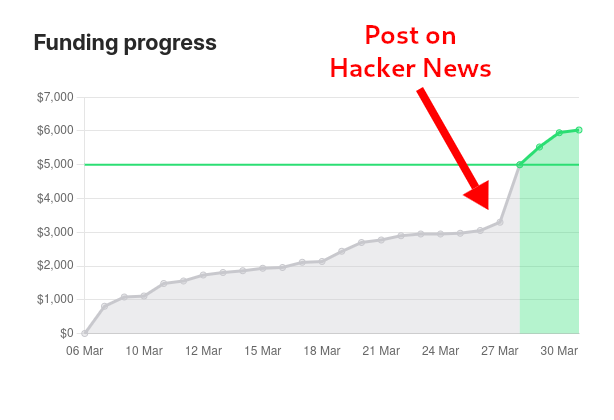 Funding progress
Post on
Hacker News
$7,000
$6,000
$5,000
$4,000
$3,000
$2,000
$1,000
$0
06 Mar 10 Mar 12 Mar 15 Mar 18 Mar 21 Mar 24 Mar 27 Mar 30 Mar